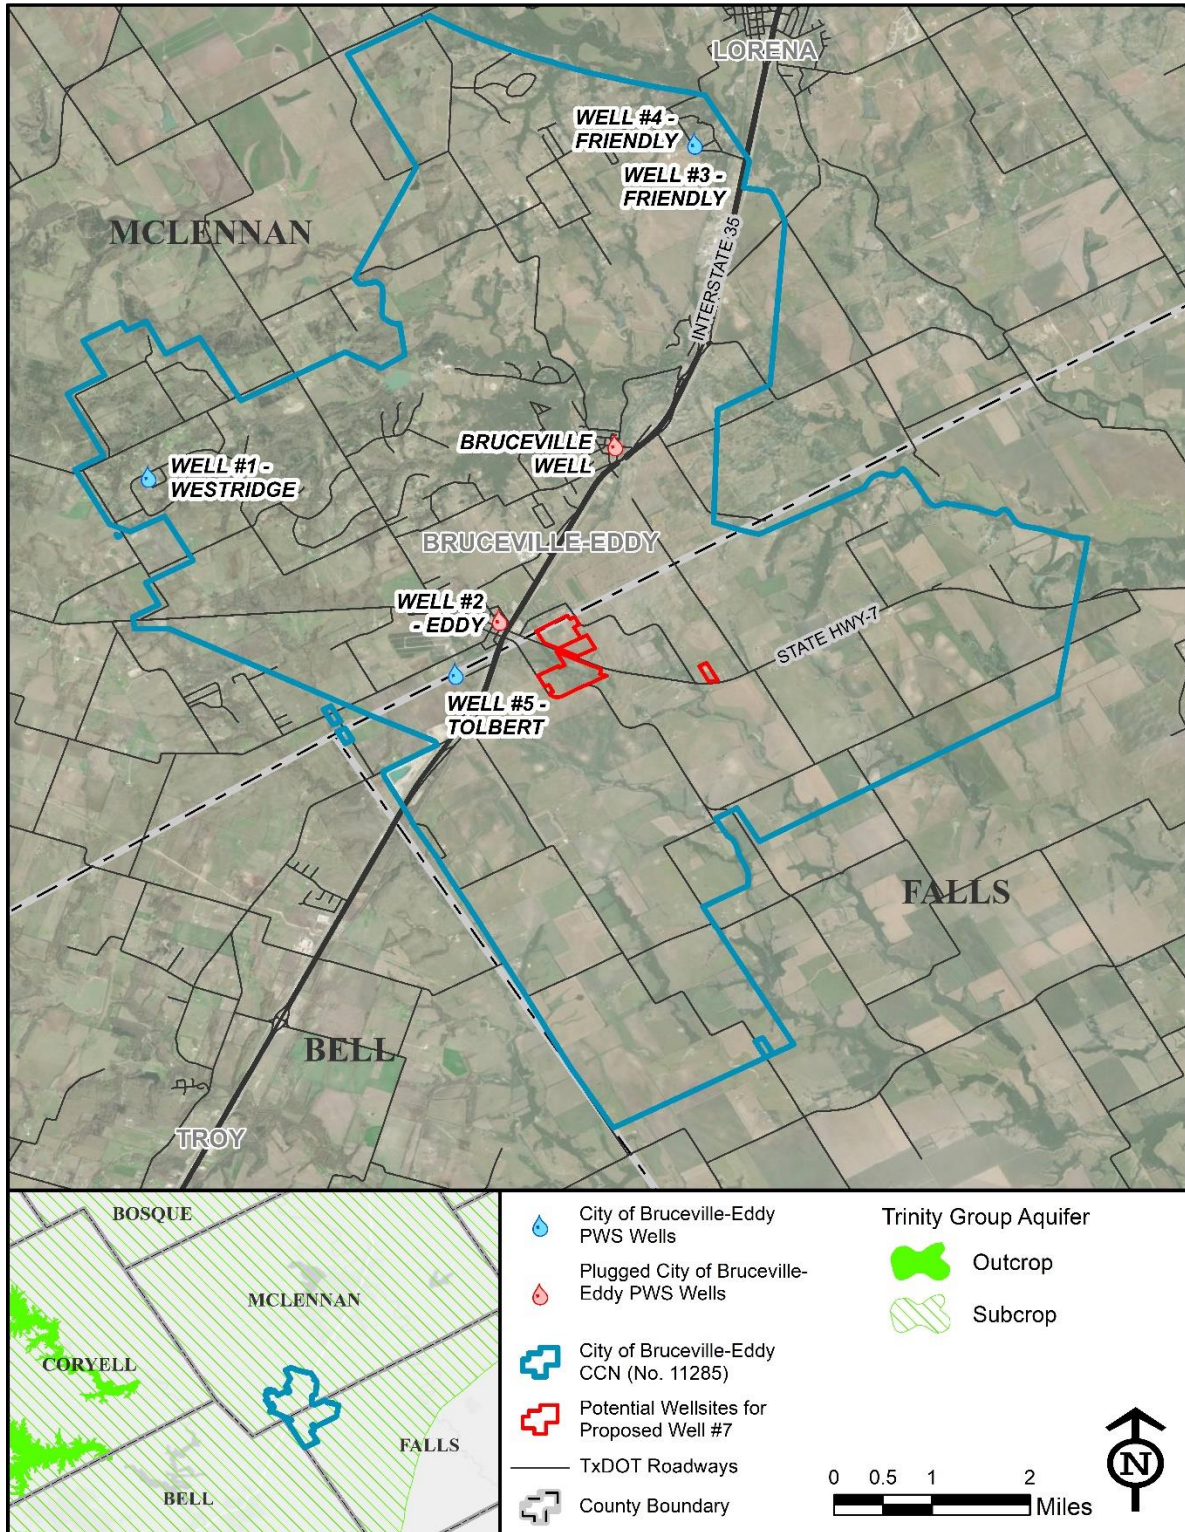 LORENA
WELL #4 -
FRIENDLY
WELL #3 -
FRIENDLY
MCLENNAN
INTERSTATE 35
BRUCEVILLE
WELL
WELL #1 -
WESTRIDGE
BRUCEVILLE-EDDY
WELL #2
- EDDY
STATE HWY-7
WELL #5 -
TOLBERT
FALLS
BELL
TROY
BOSQUE
MCLENNAN
CORYELL
FALLS
BELL
City of Bruceville-Eddy
PWS Wells
Plugged City of Bruceville-
Eddy PWS Wells
City of Bruceville-Eddy
CCN (No. 11285)
Potential Wellsites for
Proposed Well #7
TxDOT Roadways
County Boundary
Trinity Group Aquifer
Outcrop
Subcrop
N
0 0.5 1 2
Miles